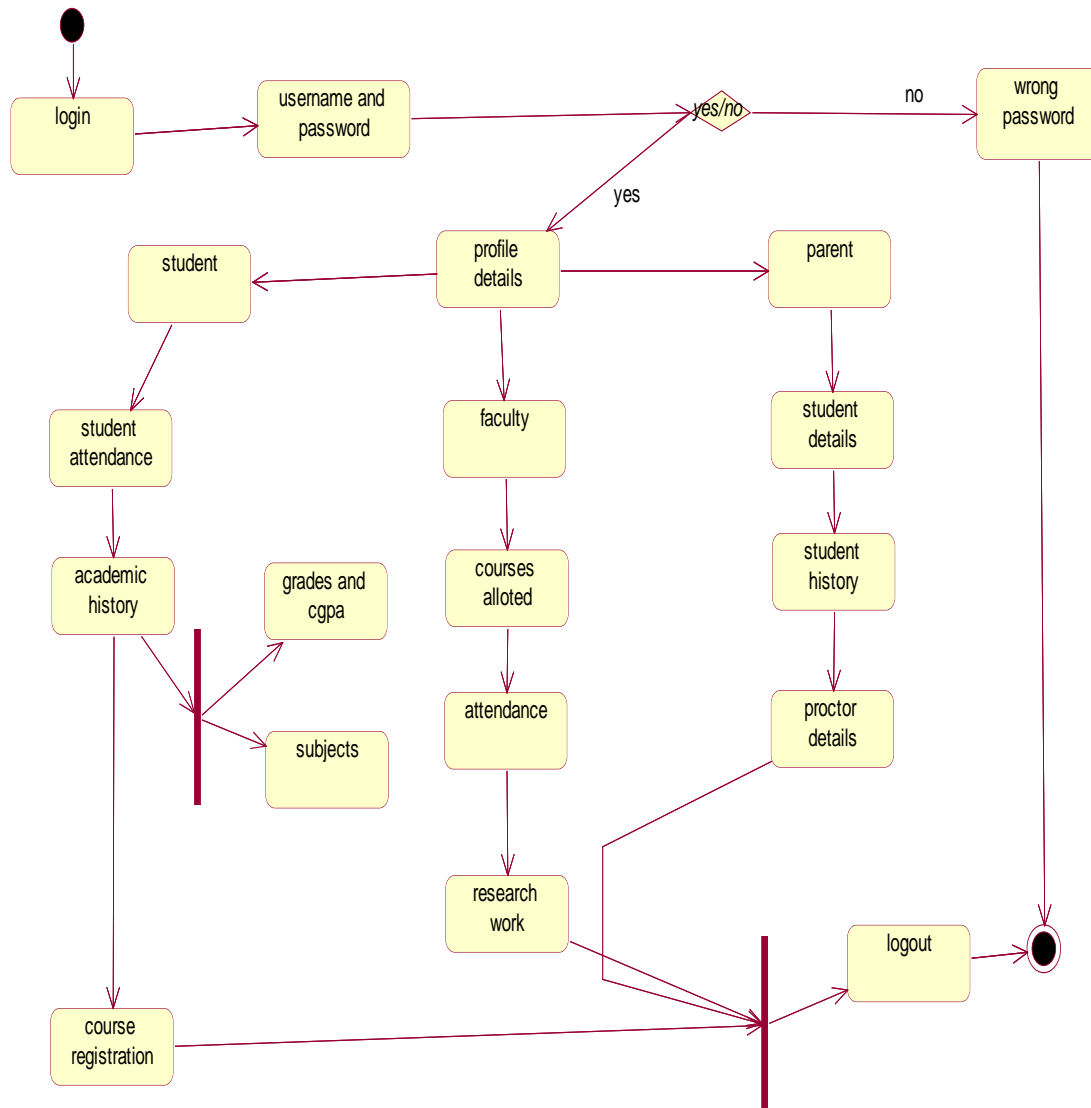 login
username and
password
yes/no
no
wrong
password
yes
student
profile
details
parent
student
attendance
faculty
student
details
academic
history
grades and
cgpa
courses
alloted
student
history
subjects
attendance
proctor
details
research
work
logout
course
registration